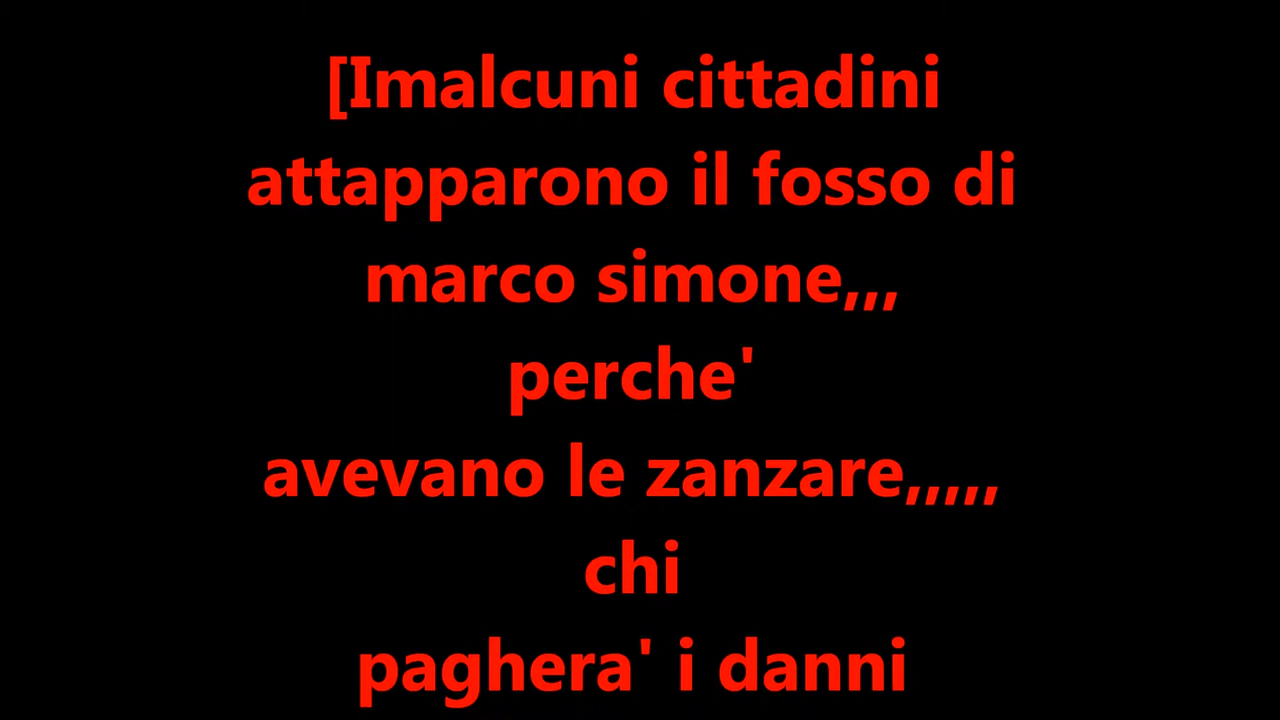 [Imalcuni cittadini
attapparono il fosso di
marco simone,,,
perche'
avevano le zanzare,,,,,
chi
paghera' i danni